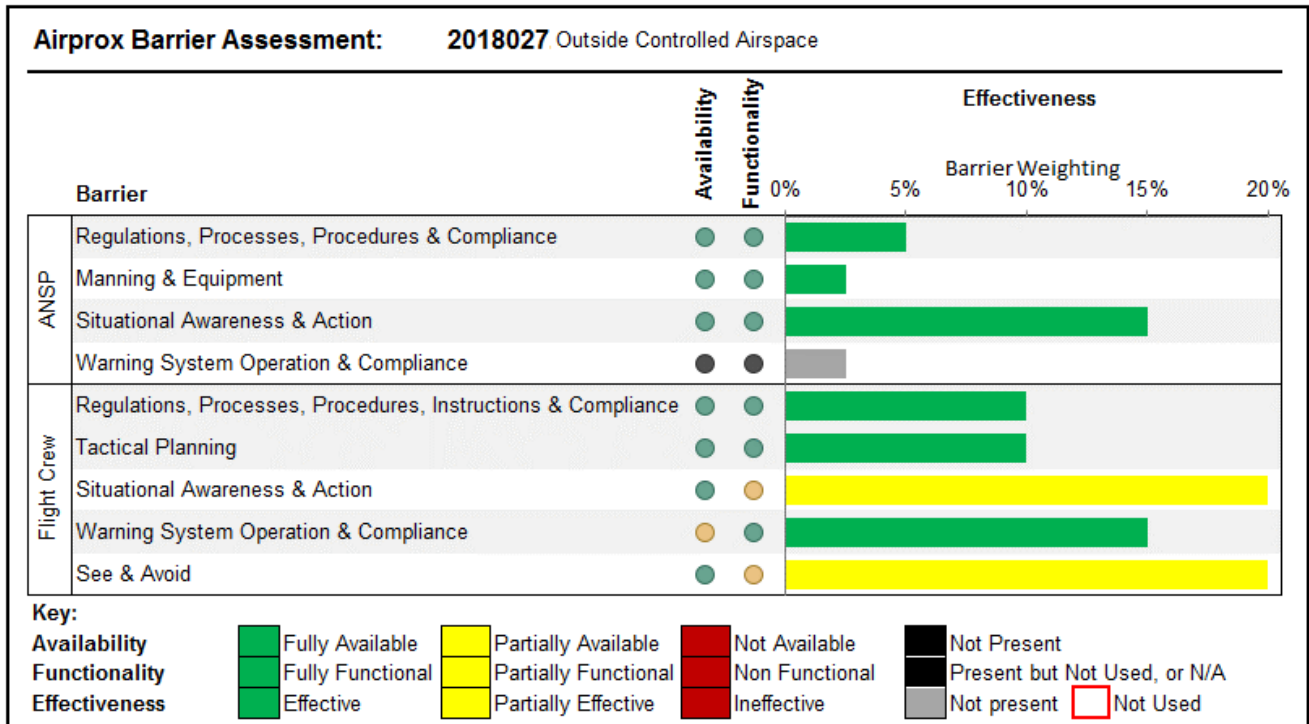 Airprox Barrier Assessment: 2018027 Outside Controlled Airspace
Availability
Functionality
Effectiveness
Barrier Weighting
Barrier
0% 5% 10% 15% 20%
ANSP
Regulations, Processes, Procedures & Compliance
Manning & Equipment
Situational Awareness & Action
Warning System Operation & Compliance
Flight Crew
Regulations, Processes, Procedures, Instructions & Compliance
Tactical Planning
Situational Awareness & Action
Warning System Operation & Compliance
See & Avoid
Key:
Availability Fully Available Partially Available Not Available Not Present
Functionality Fully Functional Partially Functional Non Functional Present but Not Used, or N/A
Effectiveness Effective Partially Effective Ineffective Not present Not Used